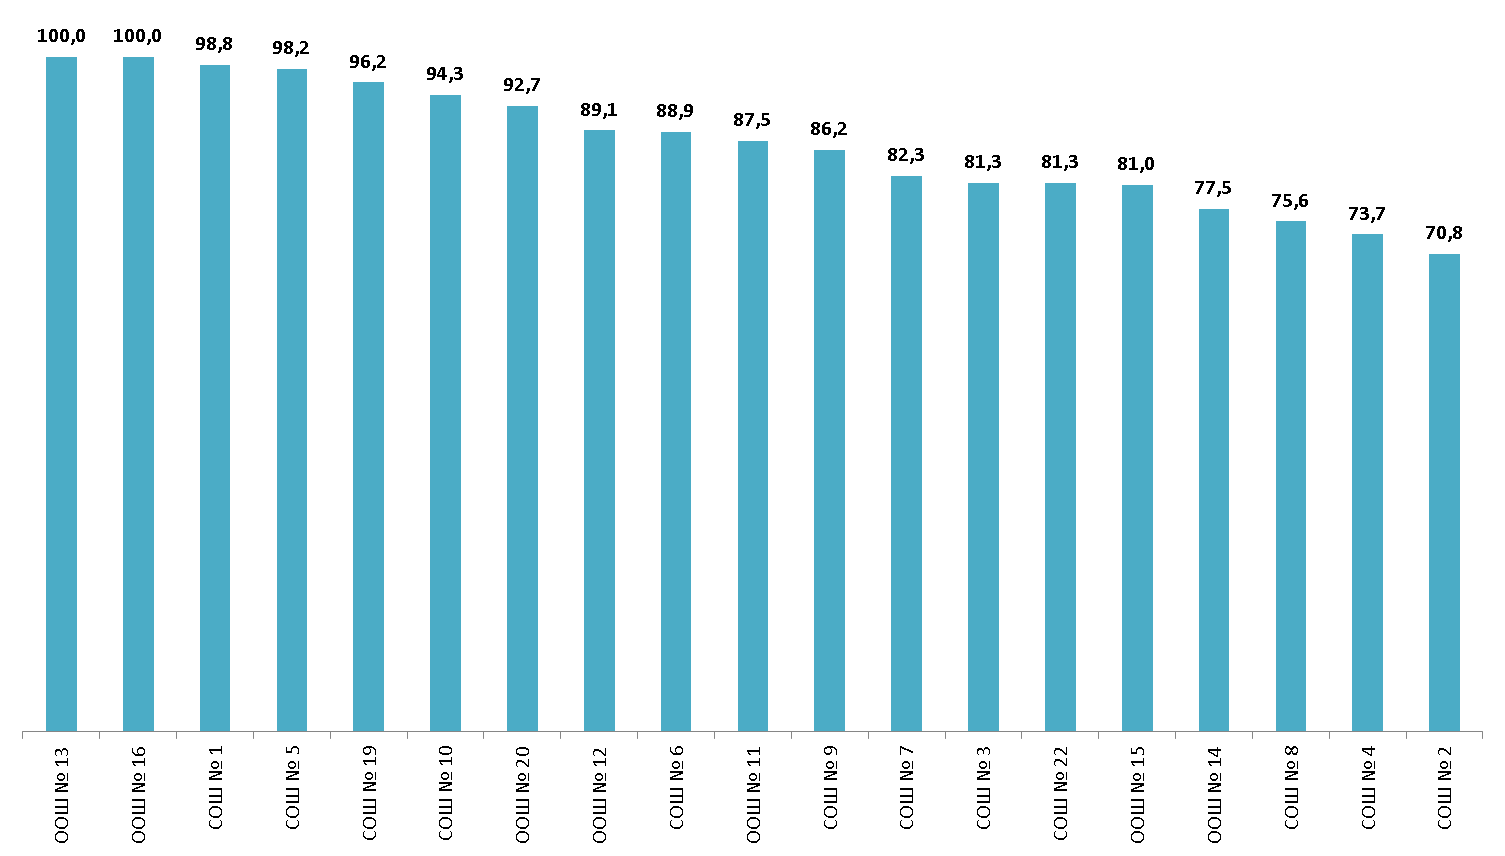 100,0
100,0
98,8
98,2
96,2
94,3
92,7
89,1
88,9
87,5
86,2
82,3
81,3
81,3
81,0
77,5
75,6
73,7
70,8
ООШ № 13
ООШ № 16
СОШ № 1
СОШ № 5
СОШ № 19
СОШ № 10
ООШ № 20
ООШ № 12
СОШ № 6
ООШ № 11
СОШ № 9
СОШ № 7
СОШ № 3
СОШ № 22
ООШ № 15
ООШ № 14
СОШ № 8
СОШ № 4
СОШ № 2